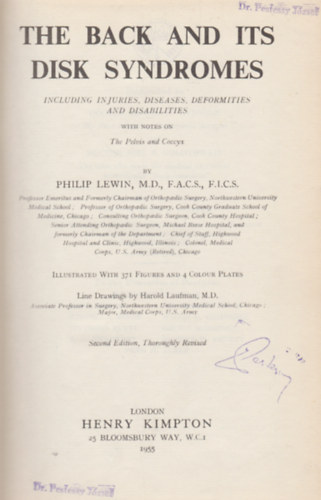 Dr. Professor
THE BACK AND ITS
DISK SYNDROMES
INCLUDING INJURIES, DISEASES, DEFORMITIES
AND DISABILITIES
WITH NOTES ON
The Pelvis and Coccyx
BY
PHILIP LEWIN, M.D., F.A.C.S., F.I.C.S.
Professor Emeritus and Formerly Chairman of Orthopædic Surgery, Northwestern University
Medical School; Professor of Orthopædic Surgery, Cook County Graduate School of
Medicine, Chicago; Consulting Orthopædic Surgeon, Cook County Hospital;
Senior Attending Orthopædic Surgeon, Michael Reese Hospital, and
formerly Chairman of the Department; Chief of Staff, Highwood
Hospital and Clinic, Highwood, Illinois; Colonel, Medical
Corps, U.S. Army (Retired), Chicago
ILLUSTRATED WITH 371 FIGURES AND 4 COLOUR PLATES
Line Drawings by Harold Laufman, M.D.
Associate Professor in Surgery, Northwestern University Medical School, Chicago;
Major, Medical Corps, U.S. Army
Second Edition, Thoroughly Revised
LONDON
HENRY KIMPTON
25 BLOOMSBURY WAY, W.C.1
1955
Dr. Professor